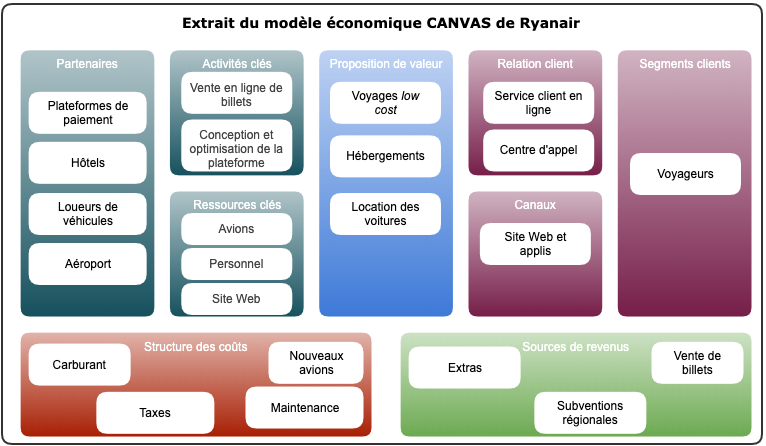 Extrait du modèle économique CANVAS de Ryanair
Partenaires
Plateformes de
paiement
Hôtels
Loueurs de
véhicules
Aéroport
Activités clés
Vente en ligne de
billets
Conception et
optimisation de la
plateforme
Ressources clés
Avions
Personnel
Site Web
Proposition de valeur
Voyages low
cost
Hébergements
Location des
voitures
Relation client
Service client en
ligne
Centre d'appel
Canaux
Site Web et
applis
Segments clients
Voyageurs
Structure des coûts
Carburant
Nouveaux
avions
Taxes
Maintenance
Sources de revenus
Extras
Vente de
billets
Subventions
régionales